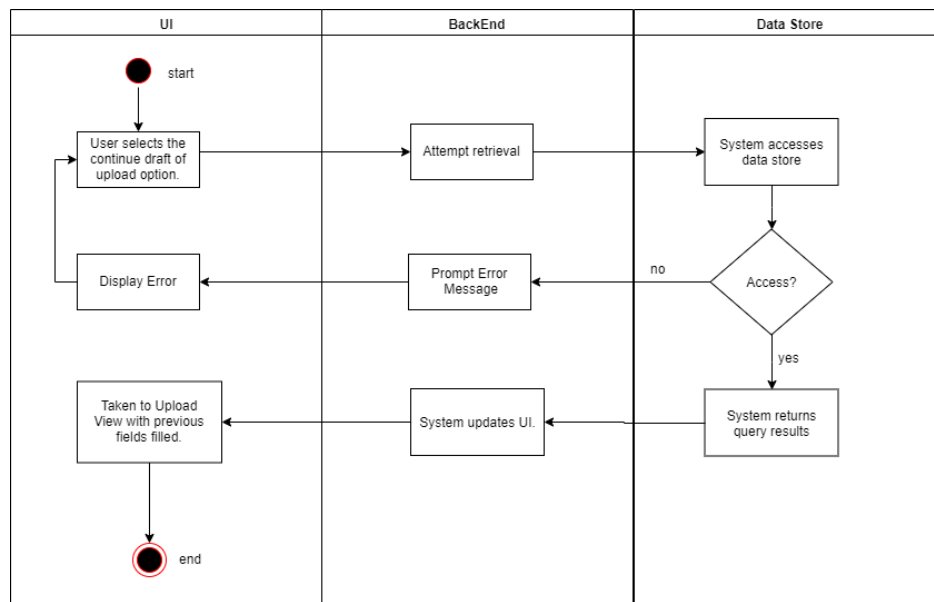 UI
BackEnd
Data Store
start
User selects the
continue draft of
upload option.
Attempt retrieval
System accesses
data store
Display Error
Prompt Error
Message
no
Access?
yes
Taken to Upload
View with previous
fields filled.
System updates UI.
System returns
query results
end